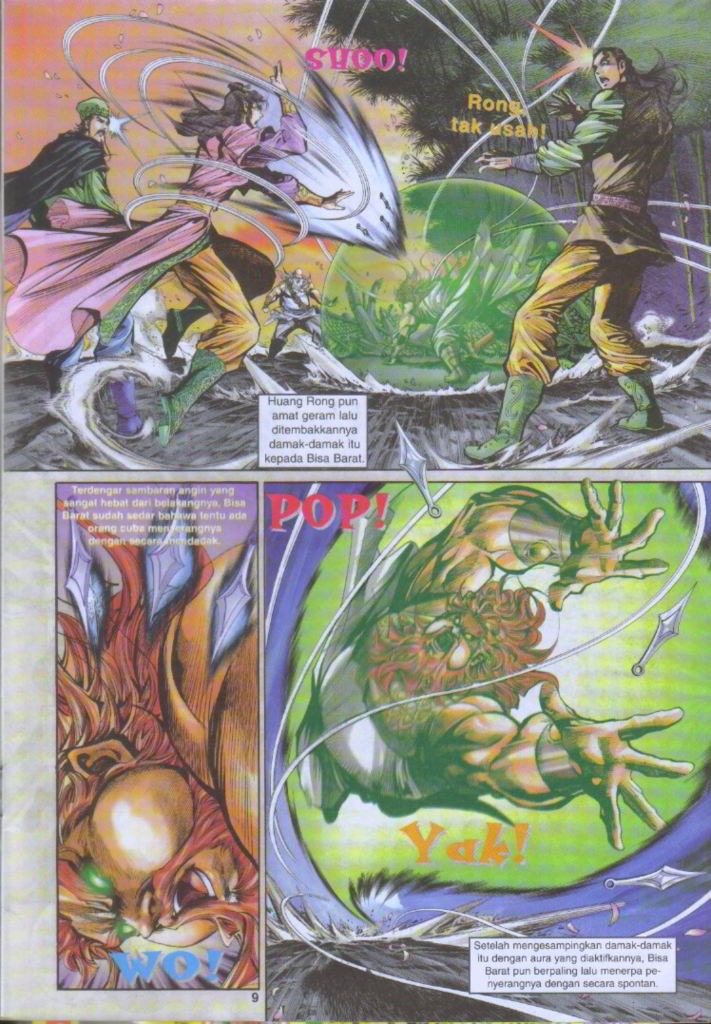 SHOO!
Rong,
tak usah!
Huang Rong pun
amat geram lalu
ditembakkannya
damak-damak itu
kepada Bisa Barat.
Terdengar sambaran angin yang
sangat hebat dari belakangnya, Bisa
Barat sudah sedar bahawa tentu ada
orang cuba menyerangnya
dengan secara mendadak.
WO!
POP!
Yak!
Setelah mengesampingkan damak-damak
itu dengan aura yang diaktifkannya, Bisa
Barat pun berpaling lalu menerpa pe-
nyerangnya dengan secara spontan.
9